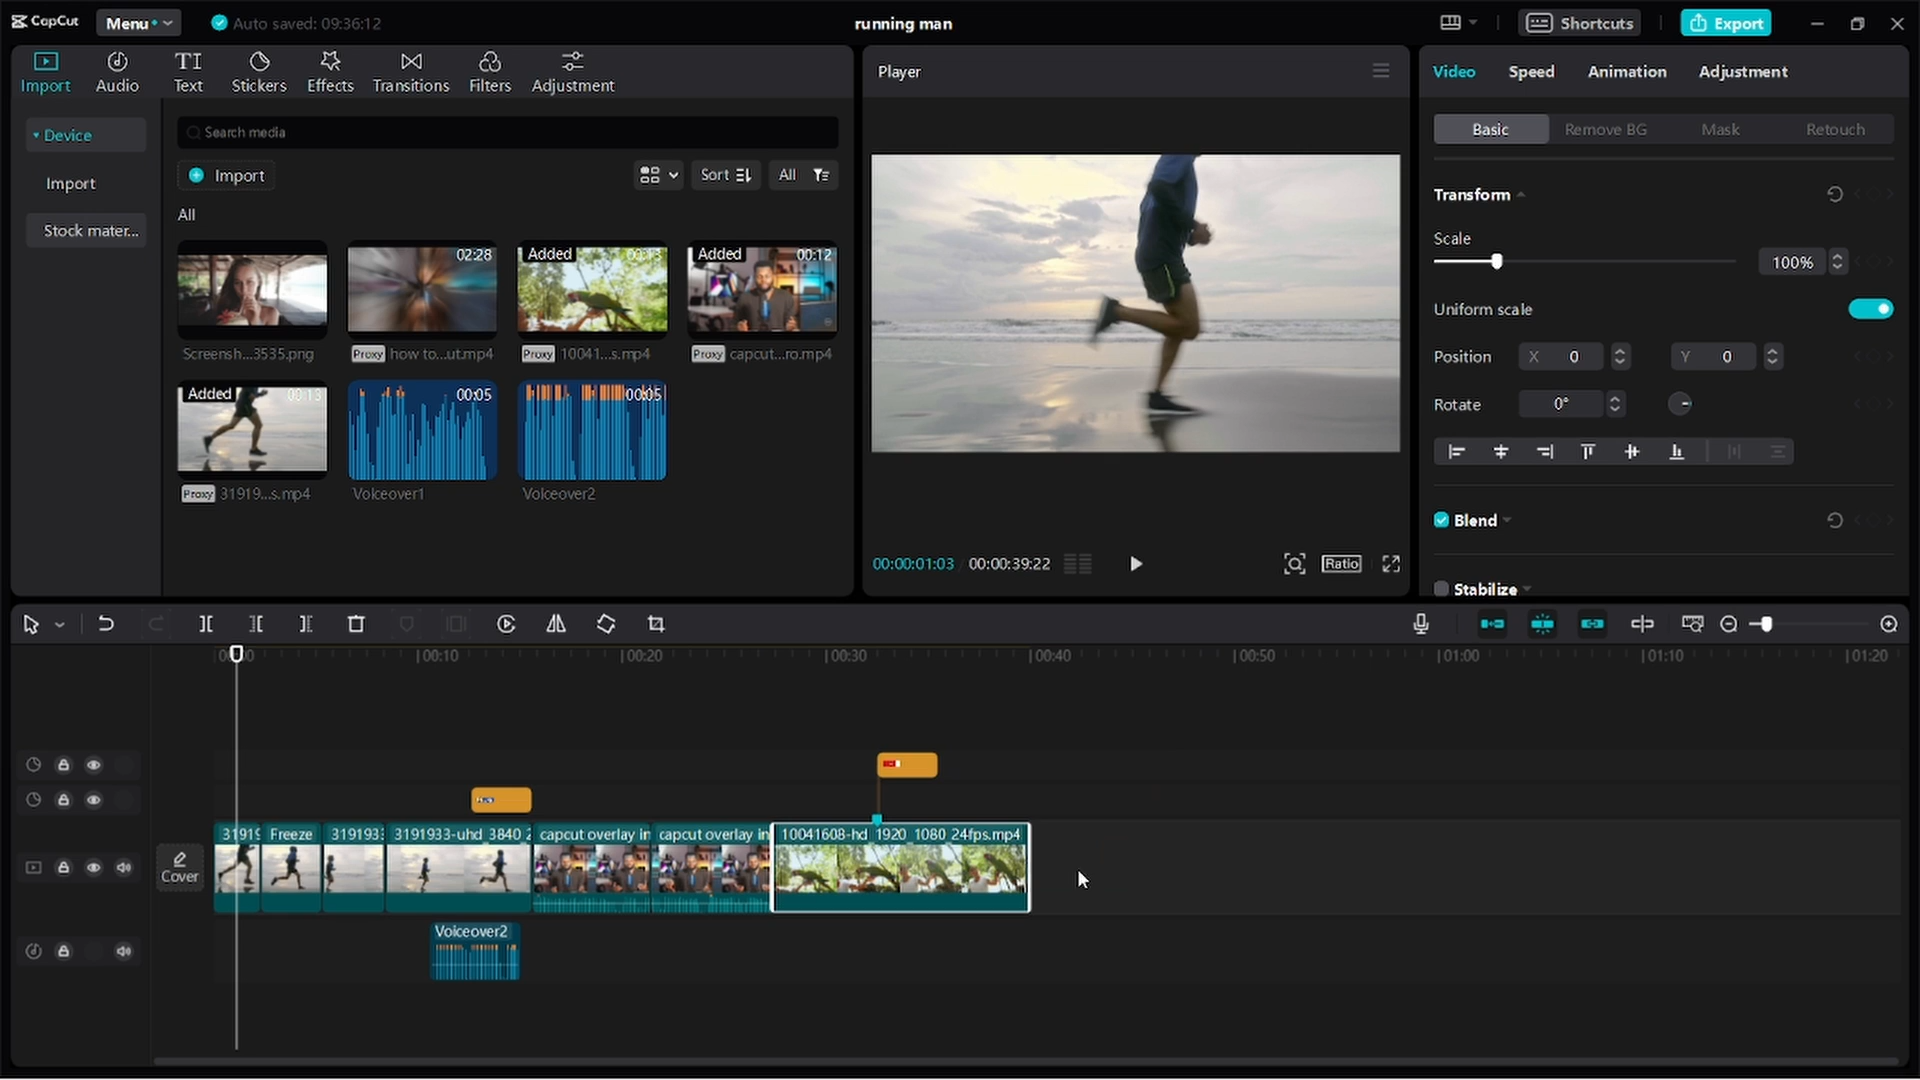 CapCut
Menu
Auto saved: 09:36:12
running man
Shortcuts
Export
Import
Audio
TI
Text
Stickers
Effects
Transitions
Filters
Adjustment
Player
Video
Speed
Animation
Adjustment
Device
Import
Stock mater...
Search media
Import
Sort
All
All
Screensh...3535.png
02:28
Proxy
how to...ut.mp4
Added
Proxy
10041...s.mp4
Added
00:12
Proxy
capcut...ro.mp4
Added
00:13
Proxy
31919...s.mp4
00:05
Voiceover1
00:05
Voiceover2
00:00:01:03
00:00:39:22
Ratio
Basic
Remove BG
Mask
Retouch
Transform
Scale
100%
Uniform scale
Position
X 0
Y 0
Rotate
0°
Blend
Stabilize
00:10
00:20
00:30
00:40
00:50
01:00
01:10
01:20
Cover
Freeze
3191933-uhd_3840_2
capcut overlay in
capcut overlay in
10041608-hd_1920_1080_24fps.mp4
Voiceover2